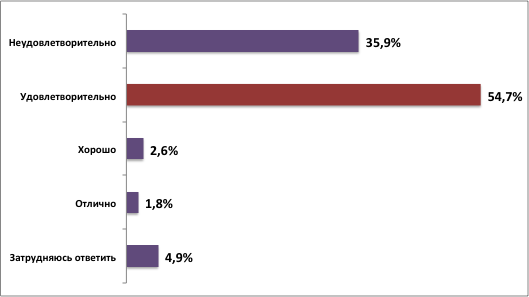 Неудовлетворительно 35,9%
Удовлетворительно 54,7%
Хорошо 2,6%
Отлично 1,8%
Затрудняюсь ответить 4,9%